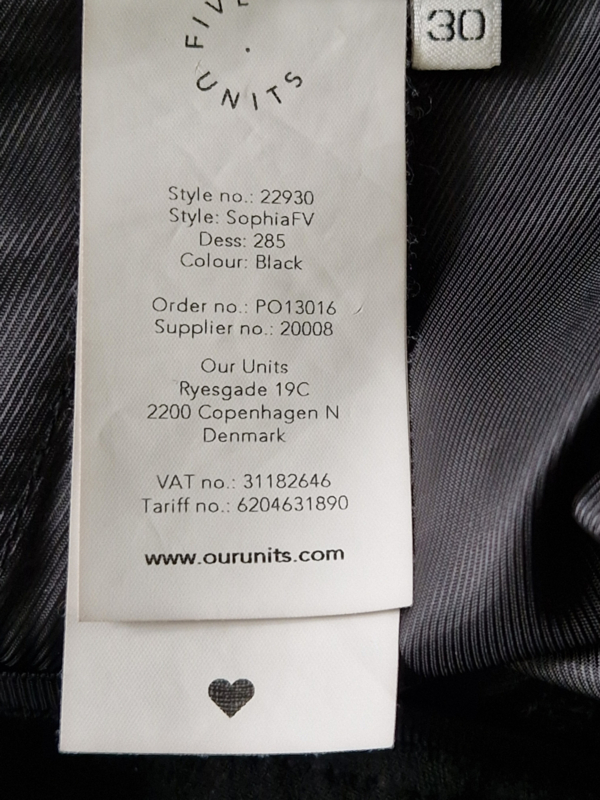 FIV
UNITS
30
Style no.: 22930
Style: SophiaFV
Dess: 285
Colour: Black
Order no.: PO13016
Supplier no.: 20008
Our Units
Ryesgade 19C
2200 Copenhagen N
Denmark
VAT no.: 31182646
Tariff no.: 6204631890
www.ourunits.com